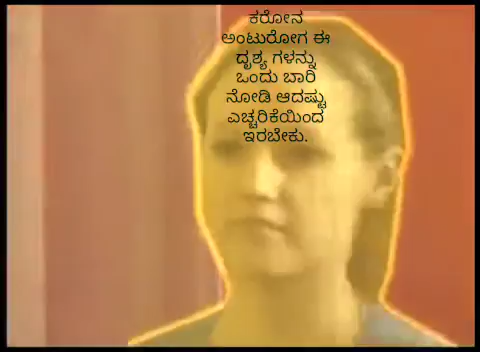 ಕರೋನ
ಅಂಟುರೋಗ ಈ
ದೃಶ್ಯ ಗಳನ್ನು
ಒಂದು ಬಾರಿ
ನೋಡಿ ಆದಷ್ಟು
ಎಚ್ಚರಿಕೆಯಿಂದ
ಇರಬೇಕು.